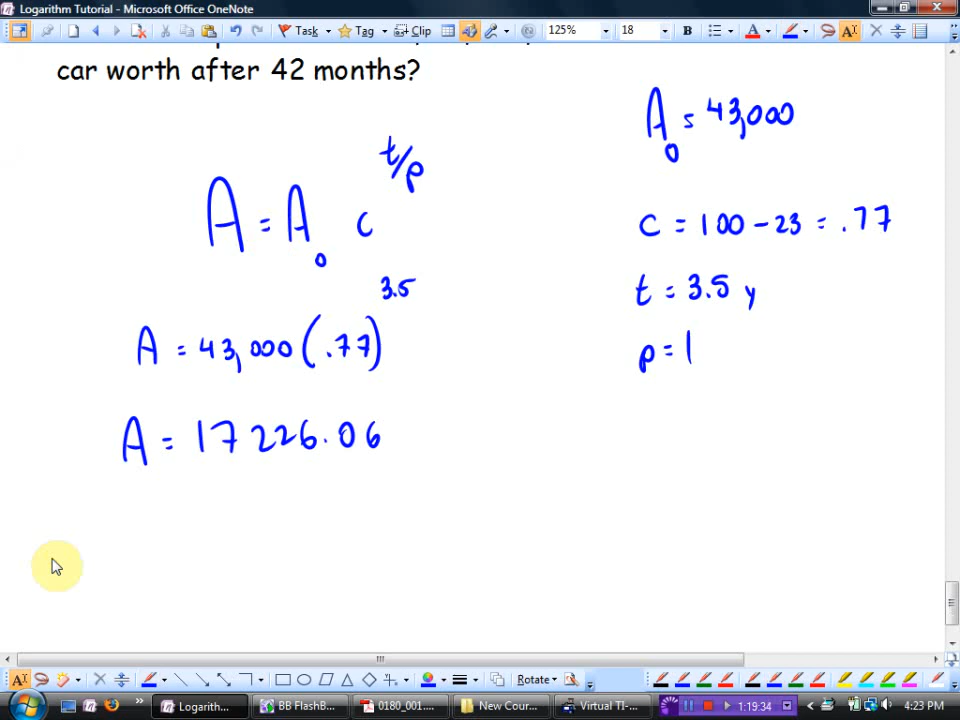 Logarithm Tutorial - Microsoft Office OneNote
Task Tag Clip 125% 18 B A A
car worth after 42 months?
A₀ = 43,000
A = A₀ c^t/p
c = 100 - 23 = .77
t = 3.5 y
A = 43,000 (.77)^3.5
p = 1
A = 17226.06
A Rotate
Logarith... BB FlashB... 0180_001.... New Cour... Virtual TI-... 1:19:34 4:23 PM